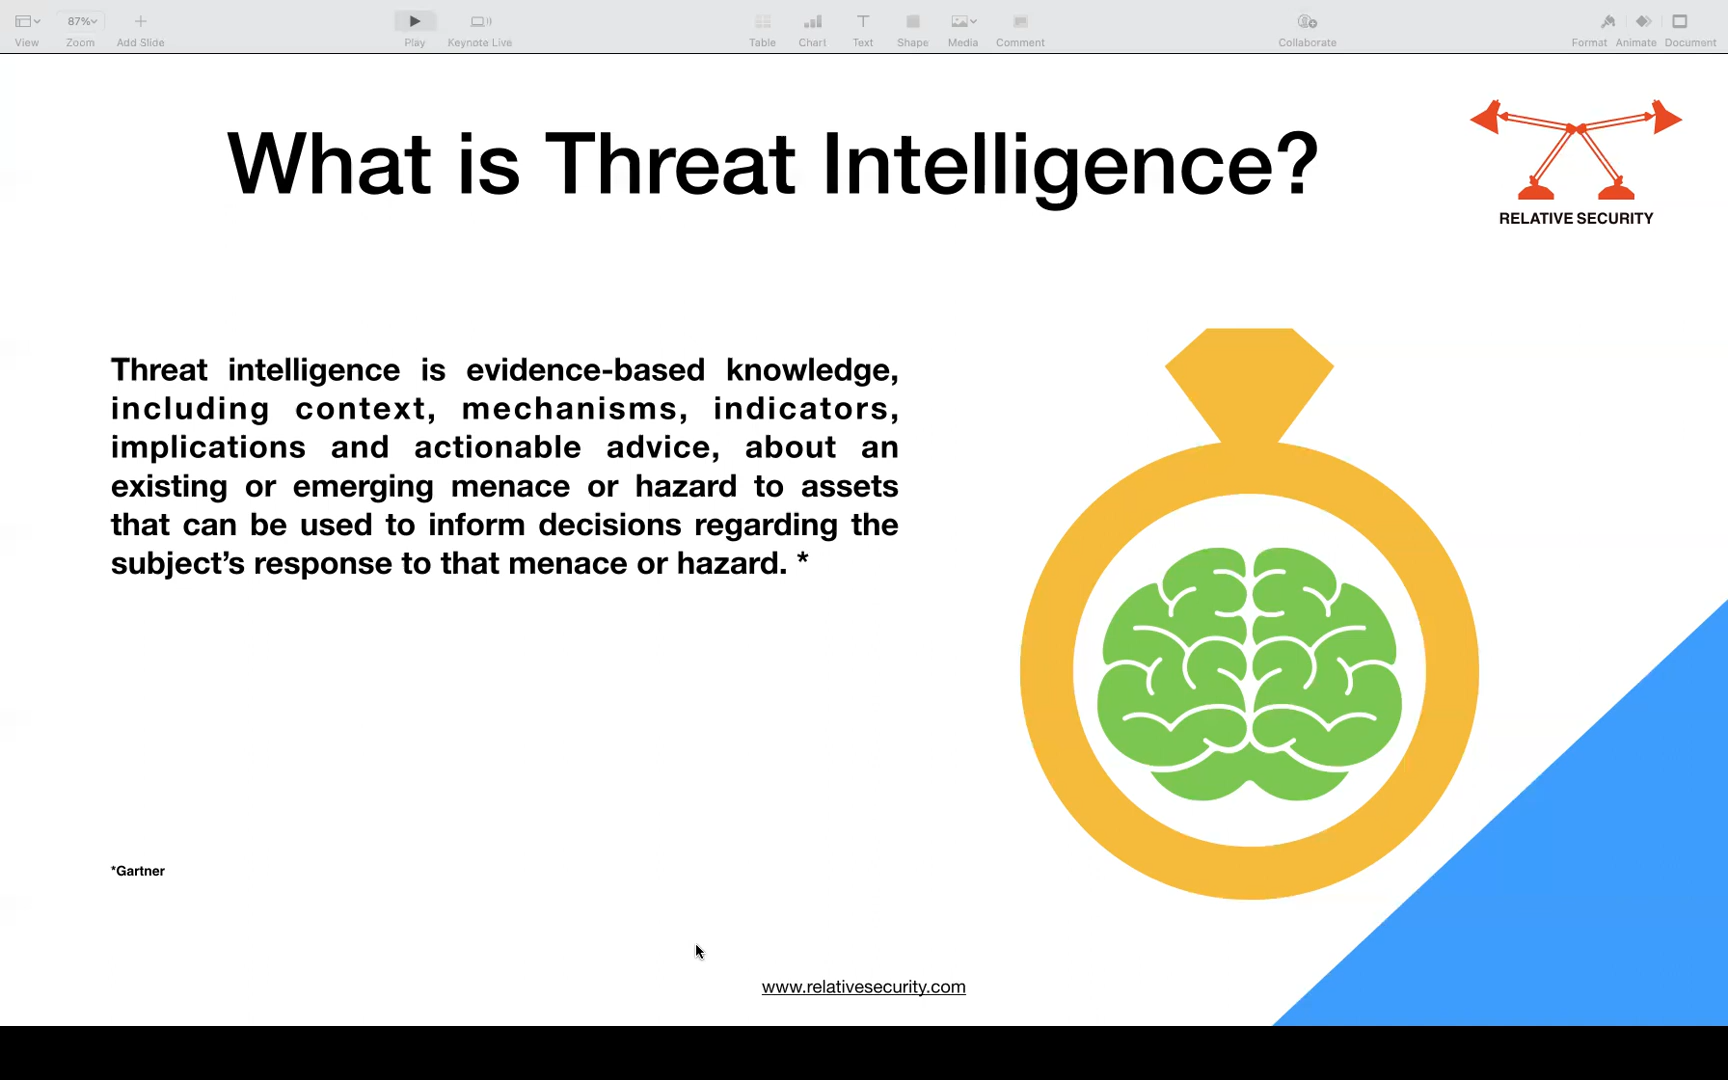 87%
View
Zoom
Add Slide
Play
Keynote Live
Table
Chart
Text
Shape
Media
Comment
Collaborate
Format
Animate
Document
What is Threat Intelligence?
RELATIVE SECURITY
Threat intelligence is evidence-based knowledge,
including context, mechanisms, indicators,
implications and actionable advice, about an
existing or emerging menace or hazard to assets
that can be used to inform decisions regarding the
subject’s response to that menace or hazard. *
*Gartner
www.relativesecurity.com